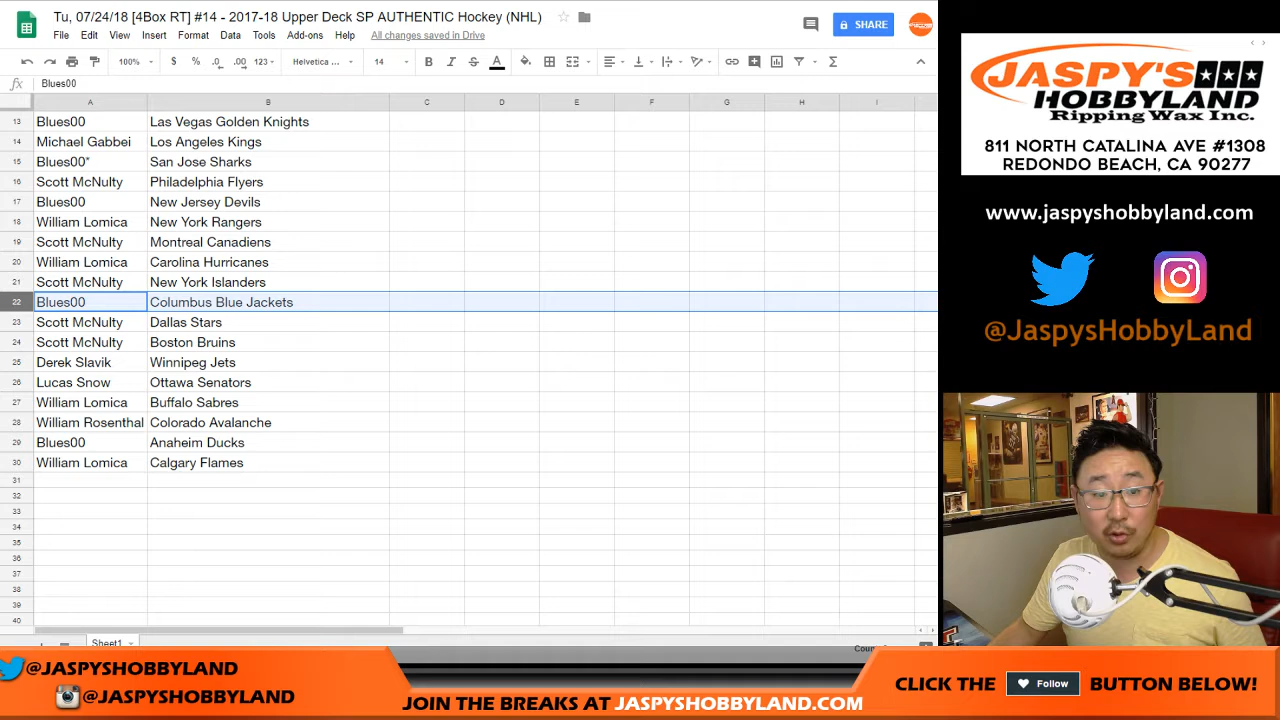 Tu, 07/24/18 [4Box RT] #14 - 2017-18 Upper Deck SP AUTHENTIC Hockey (NHL)
File Edit View Insert Format Data Tools Add-ons Help All changes saved in Drive
SHARE
100% $ % .0 .00 123 Helvetica ... 14 B I S A
fx Blues00
A B C D E F G H I
13 Blues00 Las Vegas Golden Knights
14 Michael Gabbei Los Angeles Kings
15 Blues00* San Jose Sharks
16 Scott McNulty Philadelphia Flyers
17 Blues00 New Jersey Devils
18 William Lomica New York Rangers
19 Scott McNulty Montreal Canadiens
20 William Lomica Carolina Hurricanes
21 Scott McNulty New York Islanders
22 Blues00 Columbus Blue Jackets
23 Scott McNulty Dallas Stars
24 Scott McNulty Boston Bruins
25 Derek Slavik Winnipeg Jets
26 Lucas Snow Ottawa Senators
27 William Lomica Buffalo Sabres
28 William Rosenthal Colorado Avalanche
29 Blues00 Anaheim Ducks
30 William Lomica Calgary Flames
31
32
33
34
35
36
37
38
39
40
Sheet1
JASPY'S
HOBBYLAND
Ripping Wax Inc.
811 NORTH CATALINA AVE #1308
REDONDO BEACH, CA 90277
www.jaspyshobbyland.com
@JaspysHobbyLand
@JASPYSHOBBYLAND
@JASPYSHOBBYLAND
JOIN THE BREAKS AT JASPYSHOBBYLAND.COM
CLICK THE Follow BUTTON BELOW!